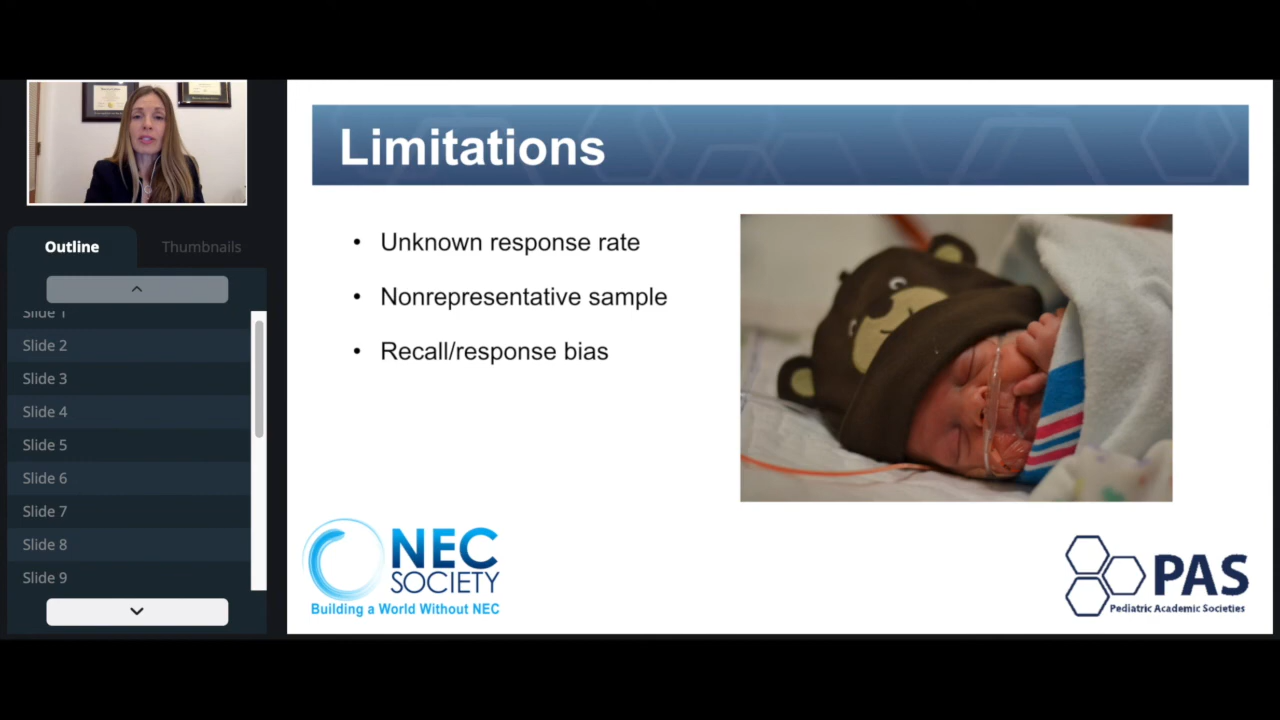 Limitations
• Unknown response rate
• Nonrepresentative sample
• Recall/response bias
NEC
SOCIETY
Building a World Without NEC
PAS
Pediatric Academic Societies
Outline
Thumbnails
Slide 1
Slide 2
Slide 3
Slide 4
Slide 5
Slide 6
Slide 7
Slide 8
Slide 9